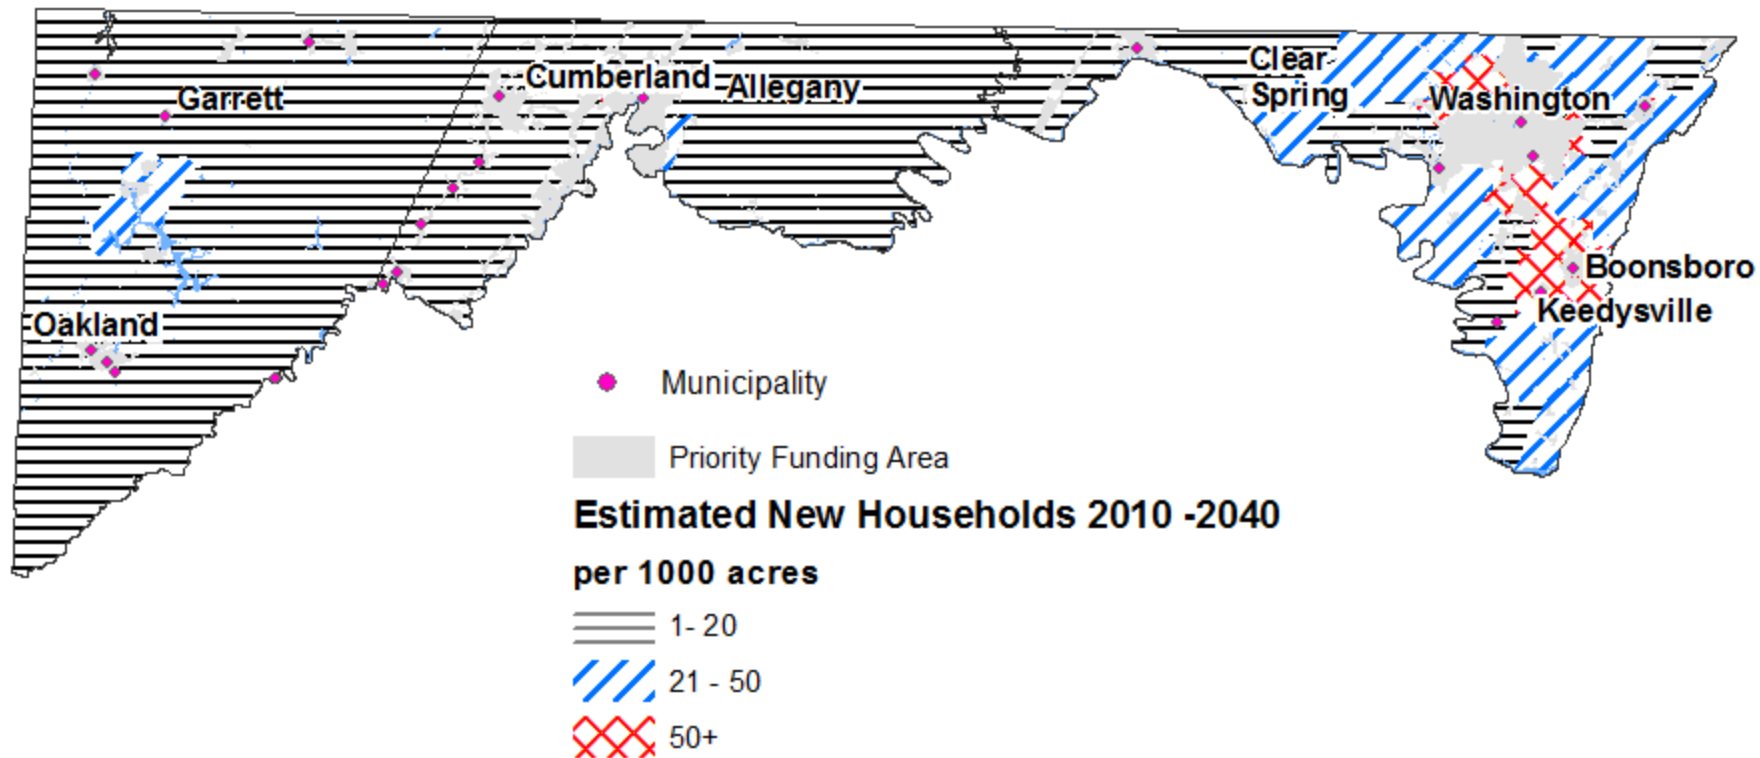 Garrett
Cumberland
Allegany
Clear
Spring
Washington
Boonsboro
Keedysville
Oakland
Municipality
Priority Funding Area
Estimated New Households 2010 -2040
per 1000 acres
1- 20
21 - 50
50+